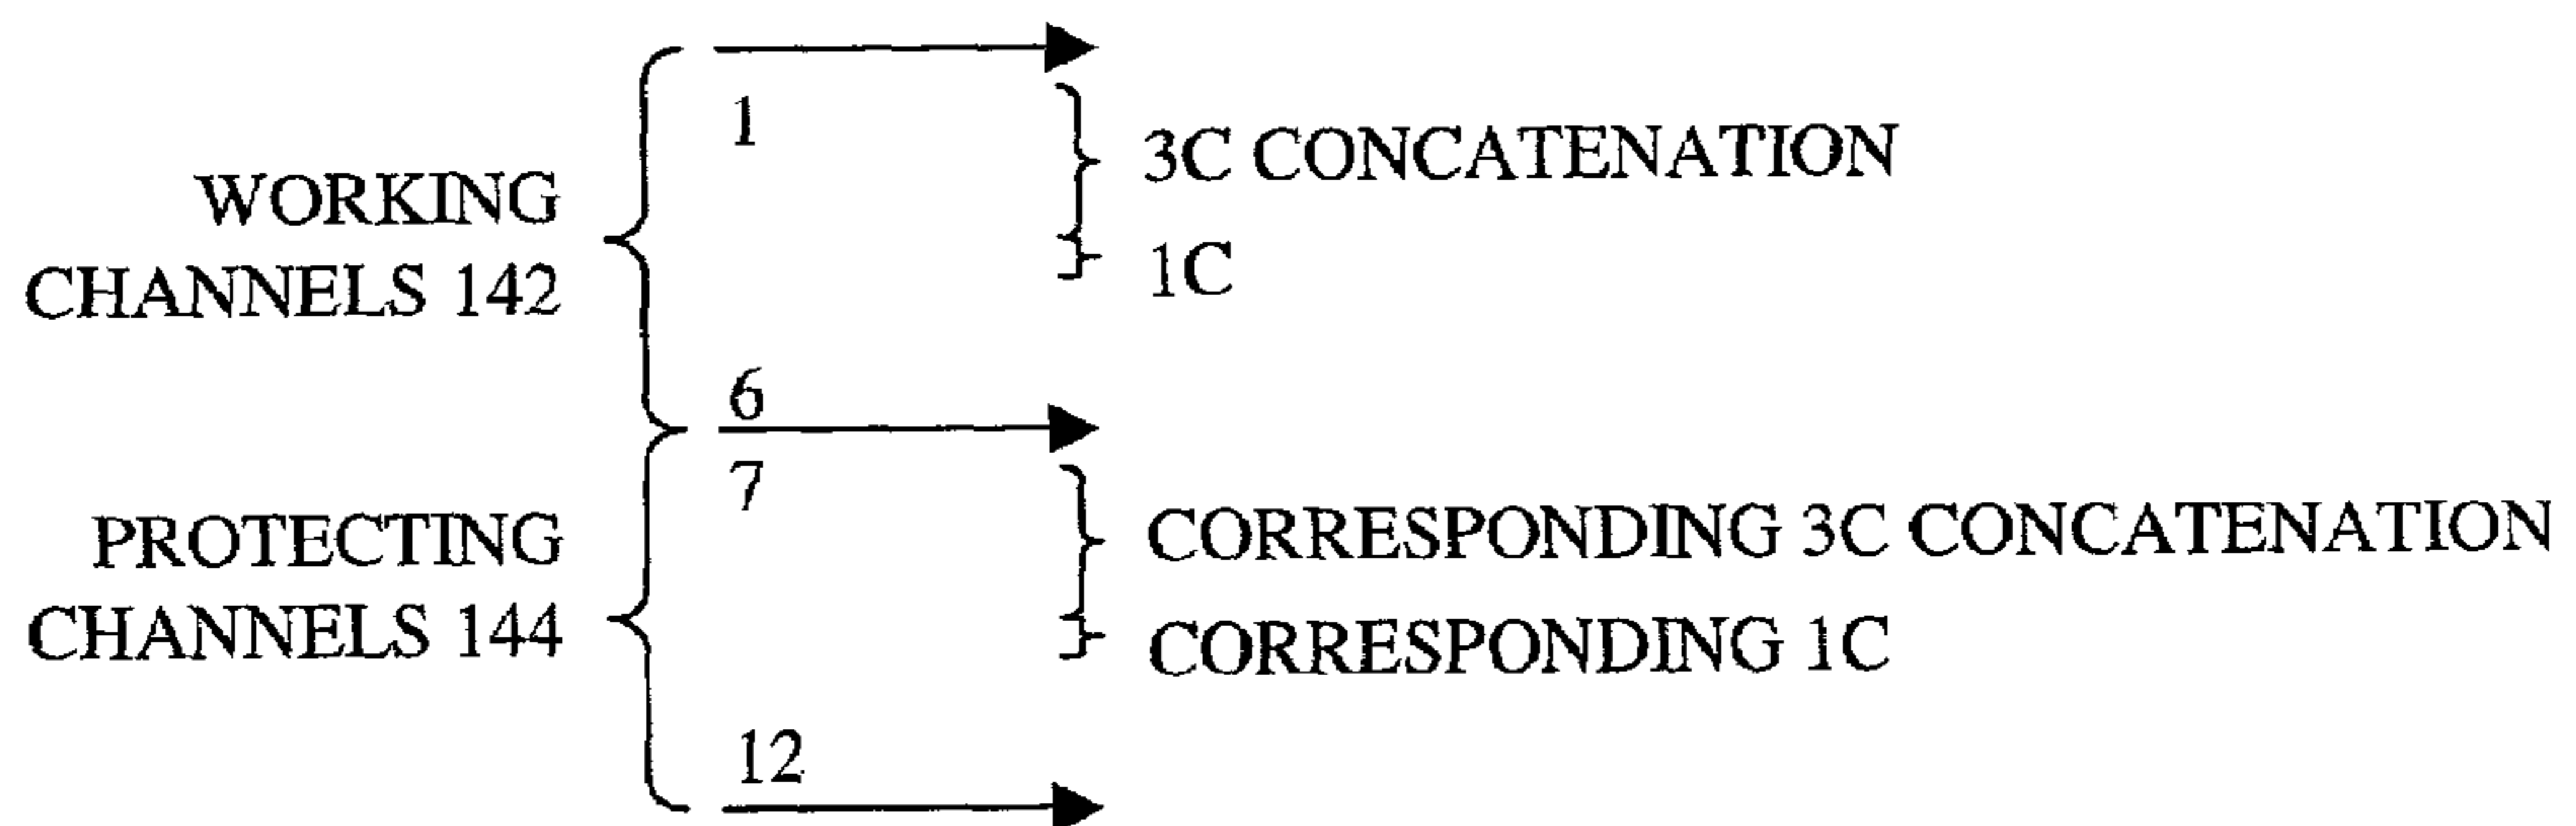 1
3C CONCATENATION
WORKING
CHANNELS 142
1C
6
7
CORRESPONDING 3C CONCATENATION
PROTECTING
CHANNELS 144
CORRESPONDING 1C
12